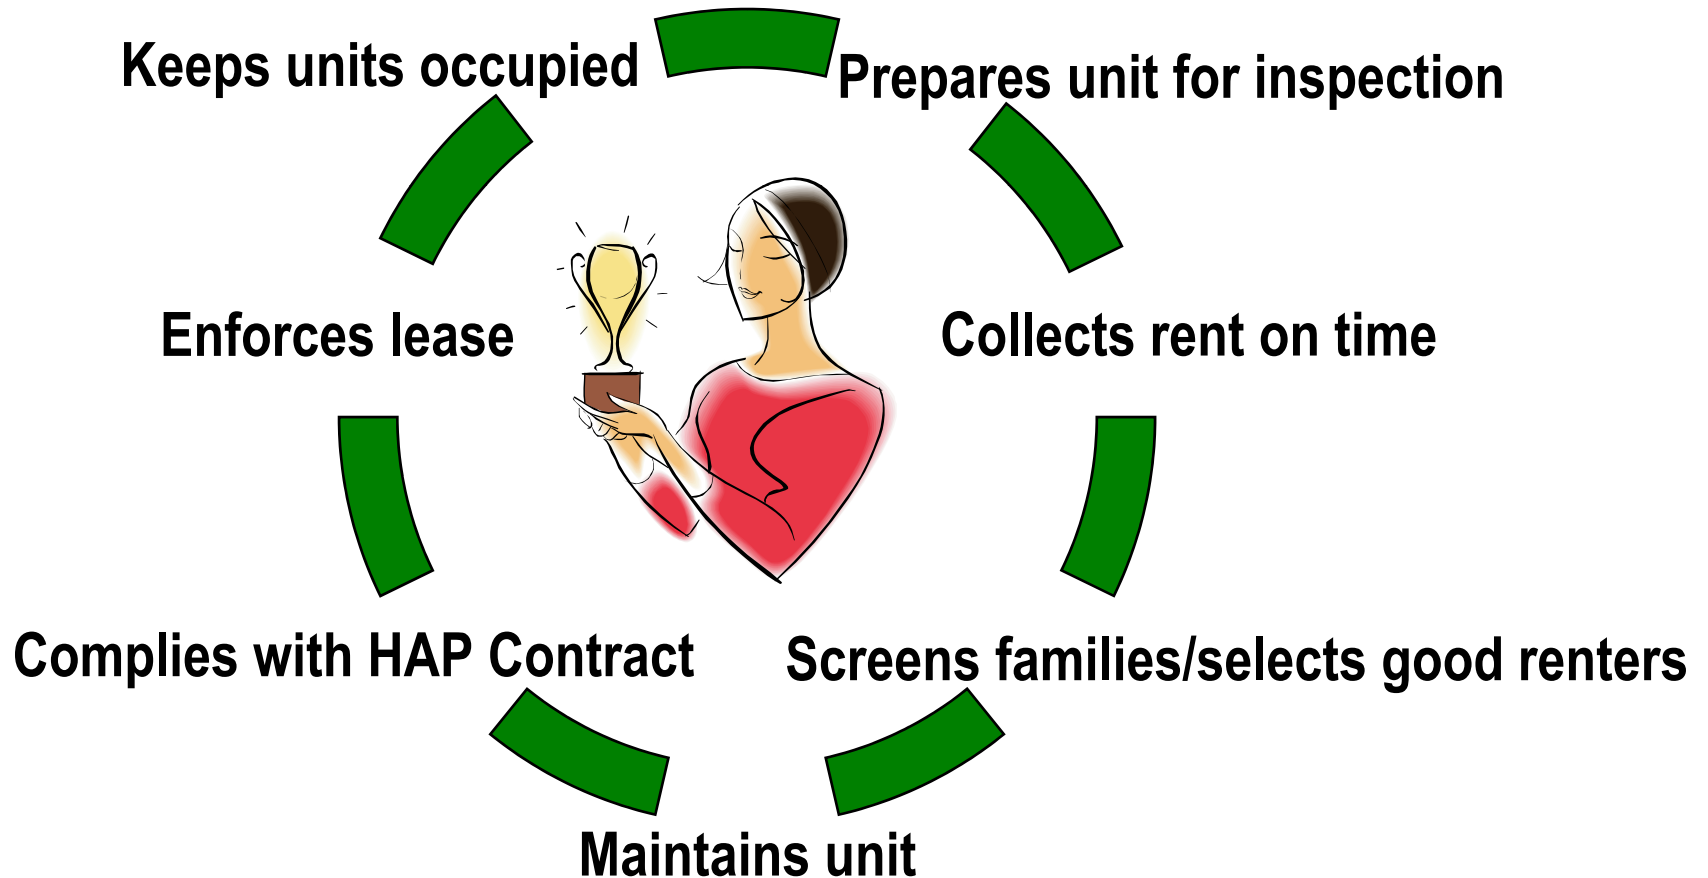 Keeps units occupied
Prepares unit for inspection
Enforces lease
Collects rent on time
Complies with HAP Contract
Screens families/selects good renters
Maintains unit